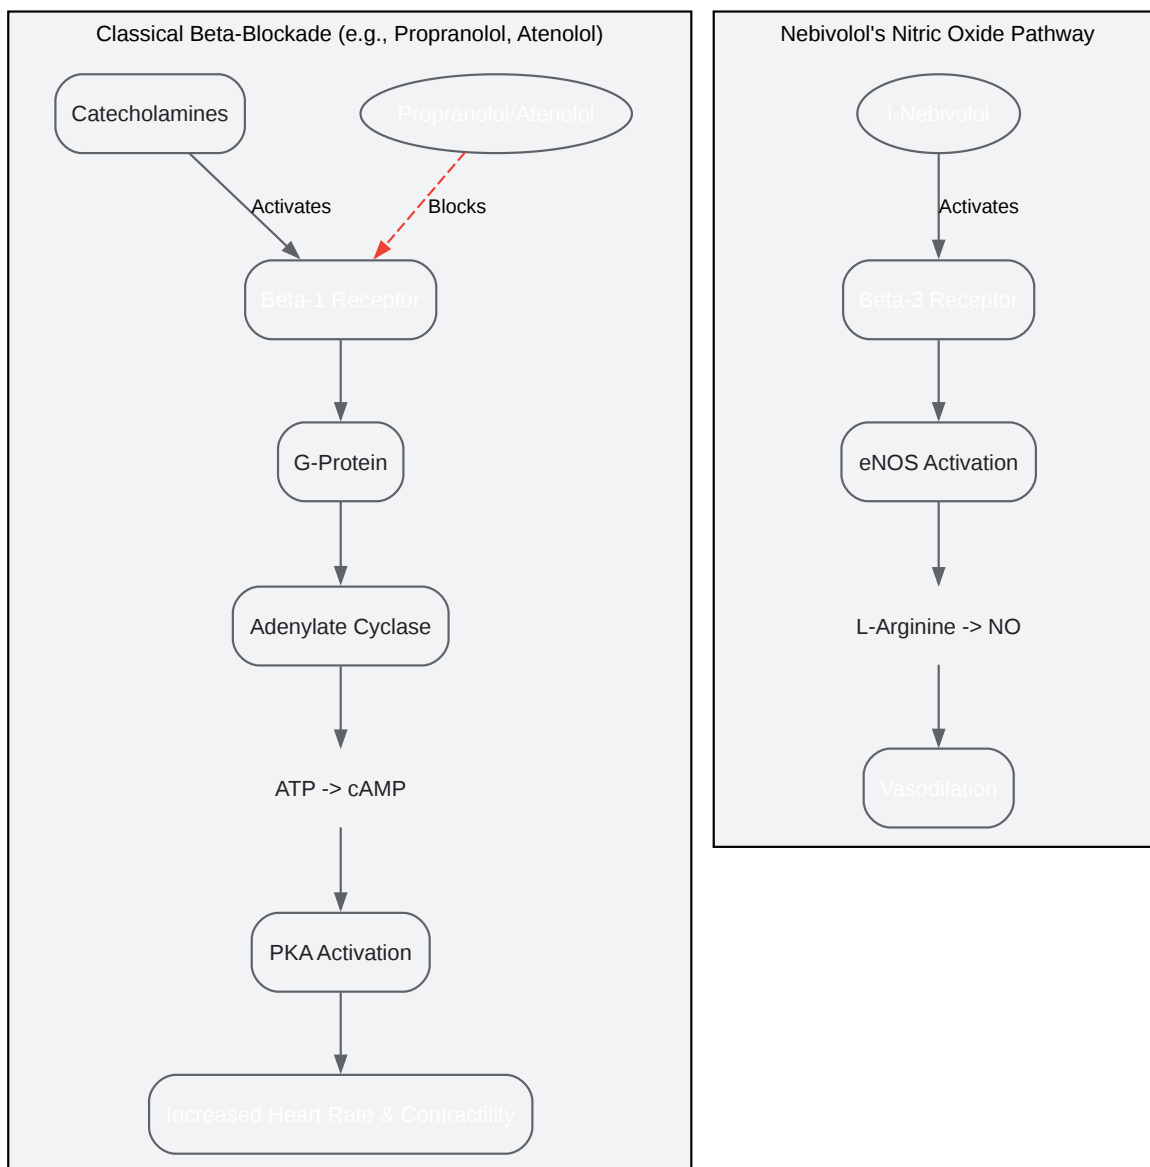 Classical Beta-Blockade (e.g., Propranolol, Atenolol)
Catecholamines
Propranolol/Atenolol
Activates
Blocks
Beta-1 Receptor
G-Protein
Adenylate Cyclase
ATP -> cAMP
PKA Activation
Increased Heart Rate & Contractility
Nebivolol's Nitric Oxide Pathway
l-Nebivolol
Activates
Beta-3 Receptor
eNOS Activation
L-Arginine -> NO
Vasodilation